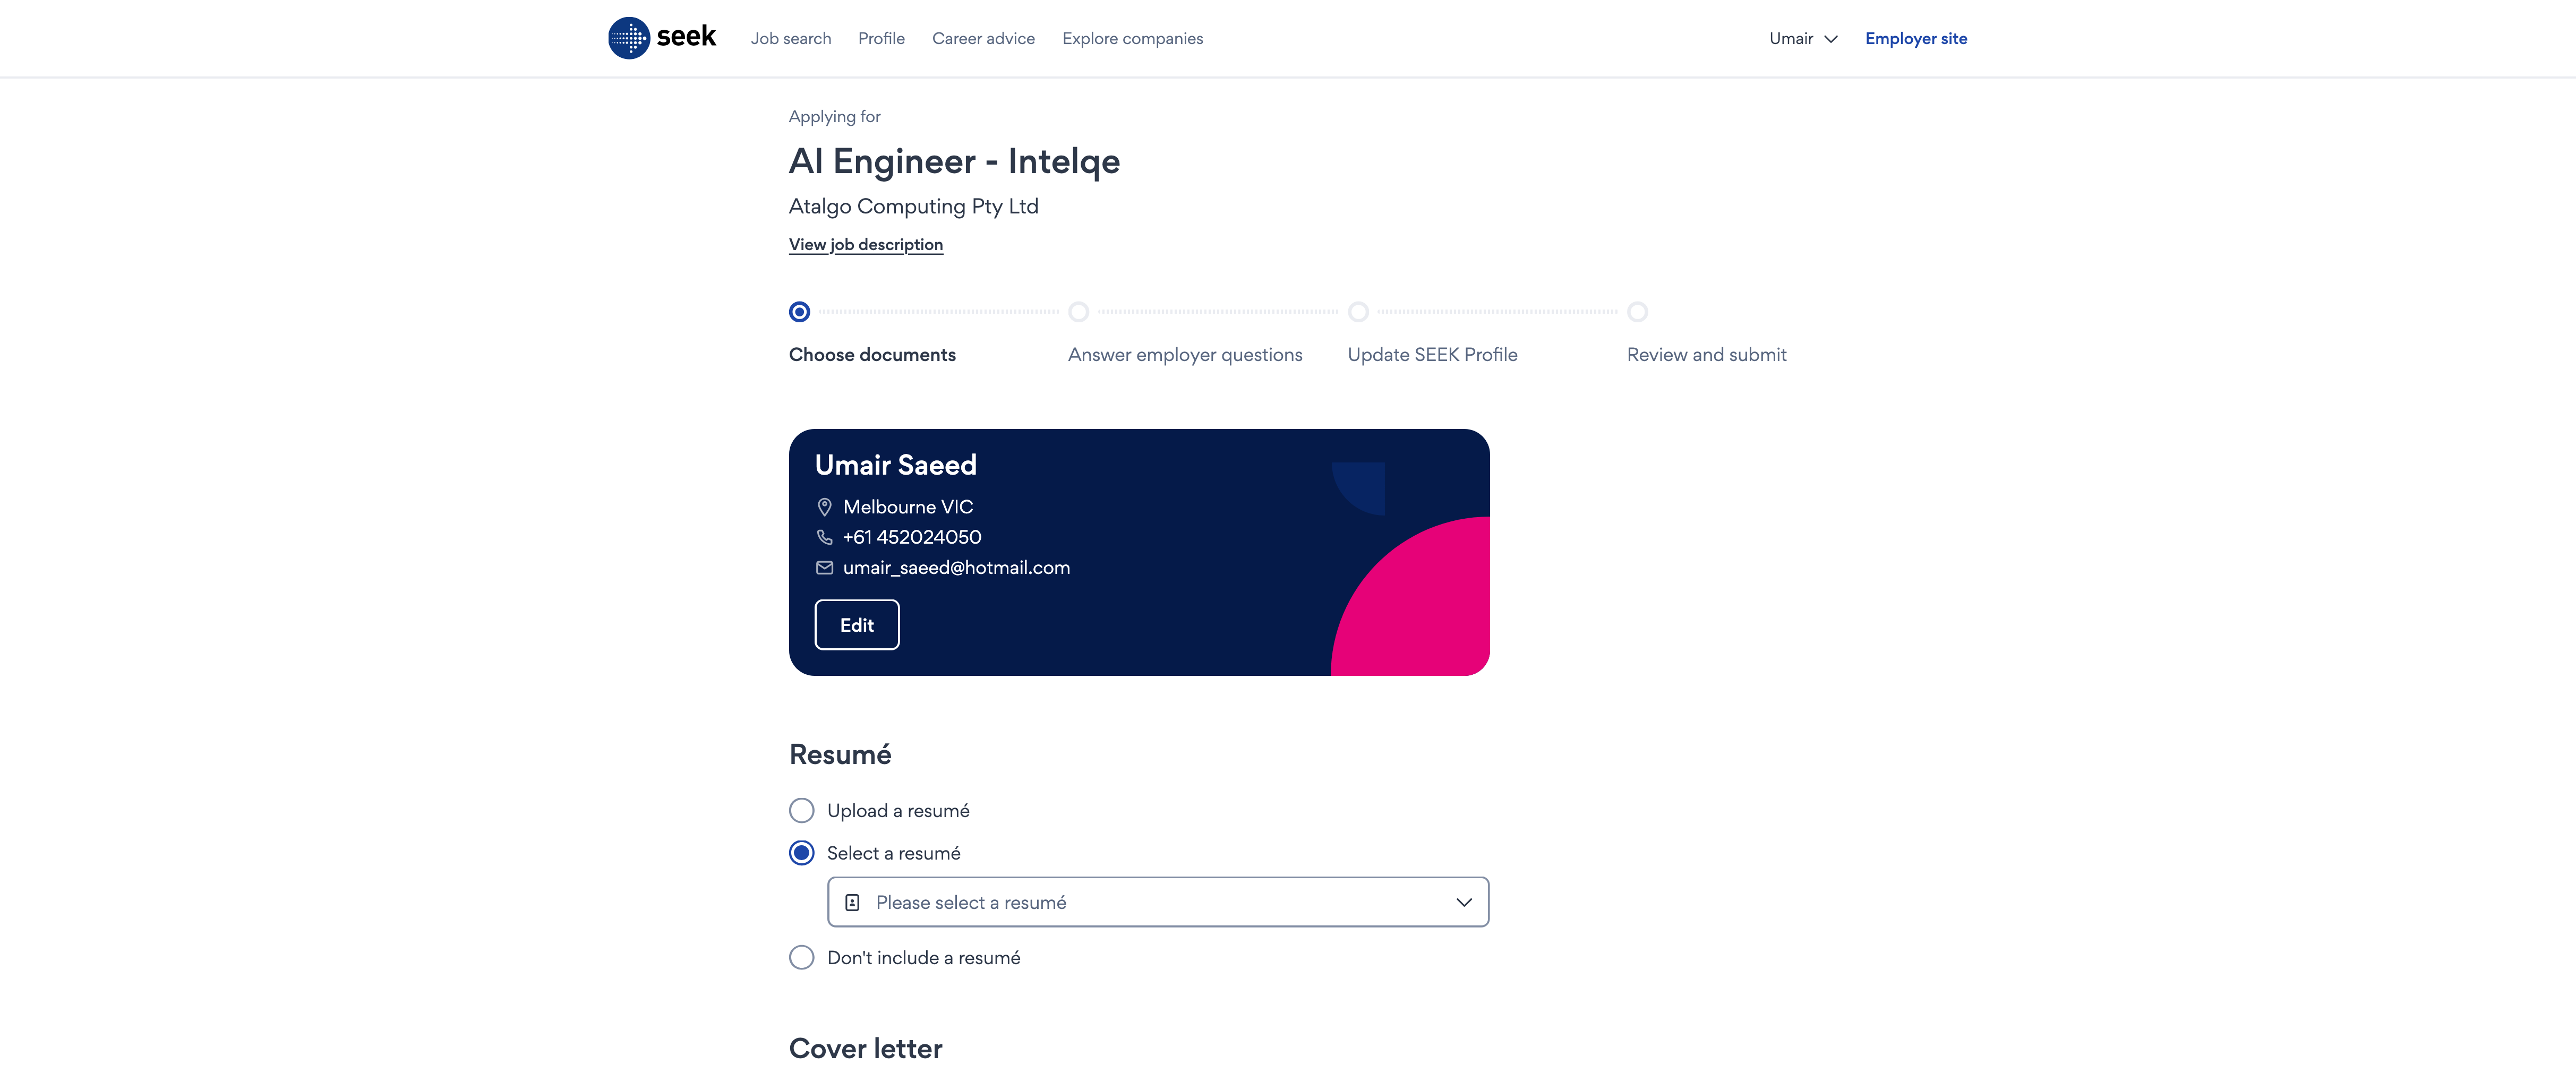 seek
Job search
Profile
Career advice
Explore companies
Umair
Employer site
Applying for
AI Engineer - Intelqe
Atalgo Computing Pty Ltd
View job description
Choose documents
Answer employer questions
Update SEEK Profile
Review and submit
Umair Saeed
Melbourne VIC
+61 452024050
umair_saeed@hotmail.com
Edit
Resumé
Upload a resumé
Select a resumé
Please select a resumé
Don't include a resumé
Cover letter